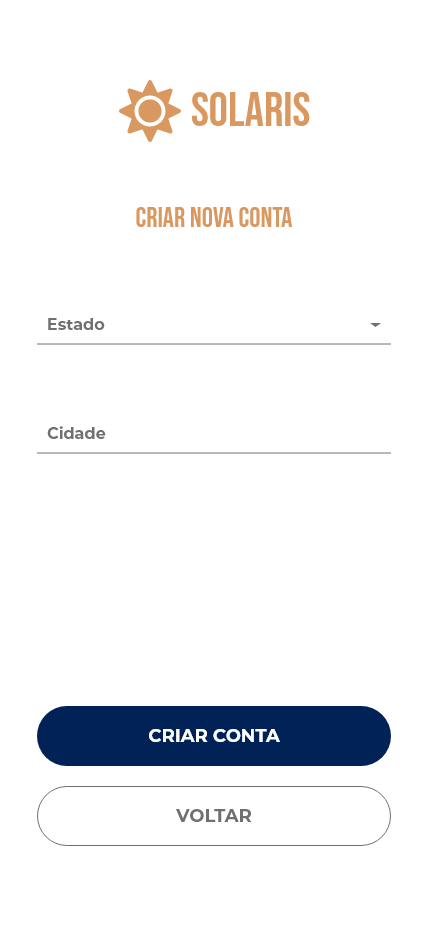 SOLARIS
CRIAR NOVA CONTA
Estado
Cidade
CRIAR CONTA
VOLTAR